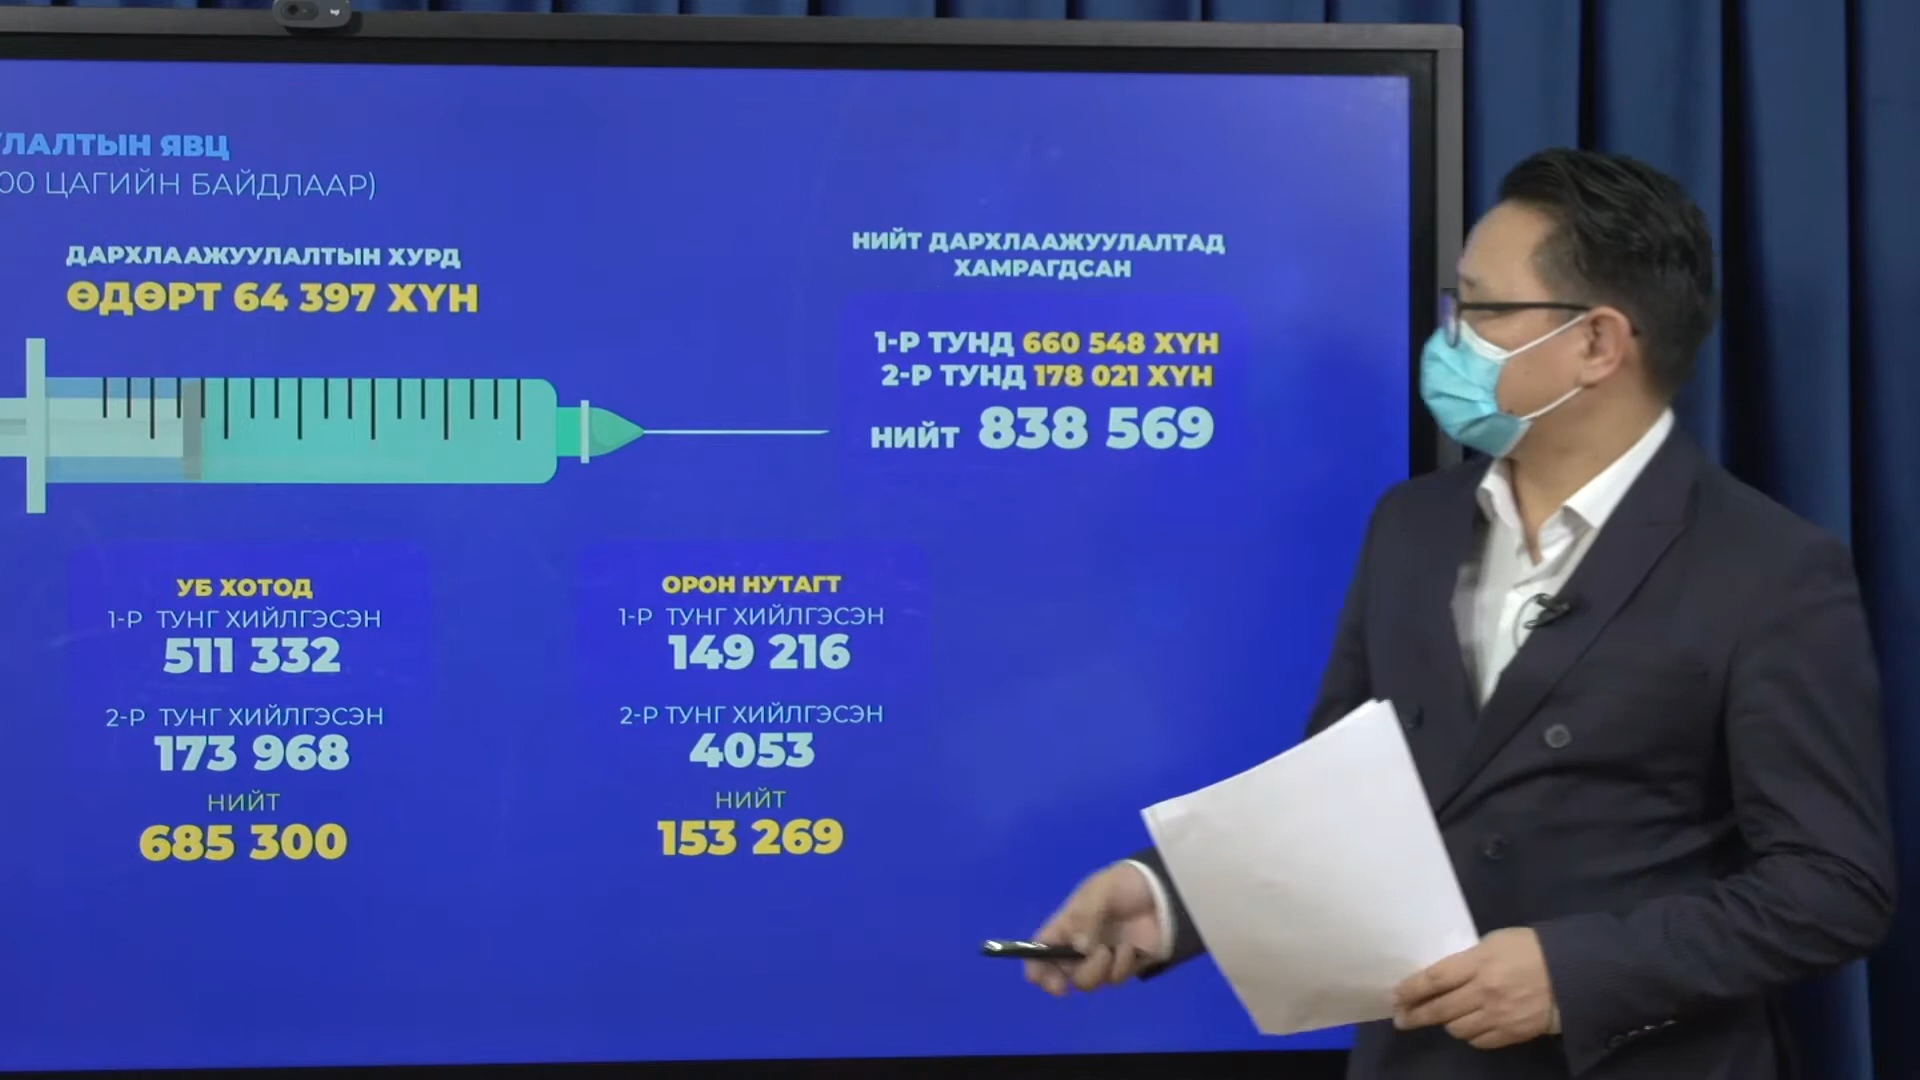 УЛАЛТЫН ЯВЦ
00 ЦАГИЙН БАЙДЛААР)
ДАРХЛААЖУУЛАЛТЫН ХУРД
ӨДӨРТ 64 397 ХҮН
НИЙТ ДАРХЛААЖУУЛАЛТАД
ХАМРАГДСАН
1-Р ТУНД 660 548 ХҮН
2-Р ТУНД 178 021 ХҮН
НИЙТ 838 569
УБ ХОТОД
1-Р ТУНГ ХИЙЛГЭСЭН
511 332
2-Р ТУНГ ХИЙЛГЭСЭН
173 968
НИЙТ
685 300
ОРОН НУТАГТ
1-Р ТУНГ ХИЙЛГЭСЭН
149 216
2-Р ТУНГ ХИЙЛГЭСЭН
4053
НИЙТ
153 269